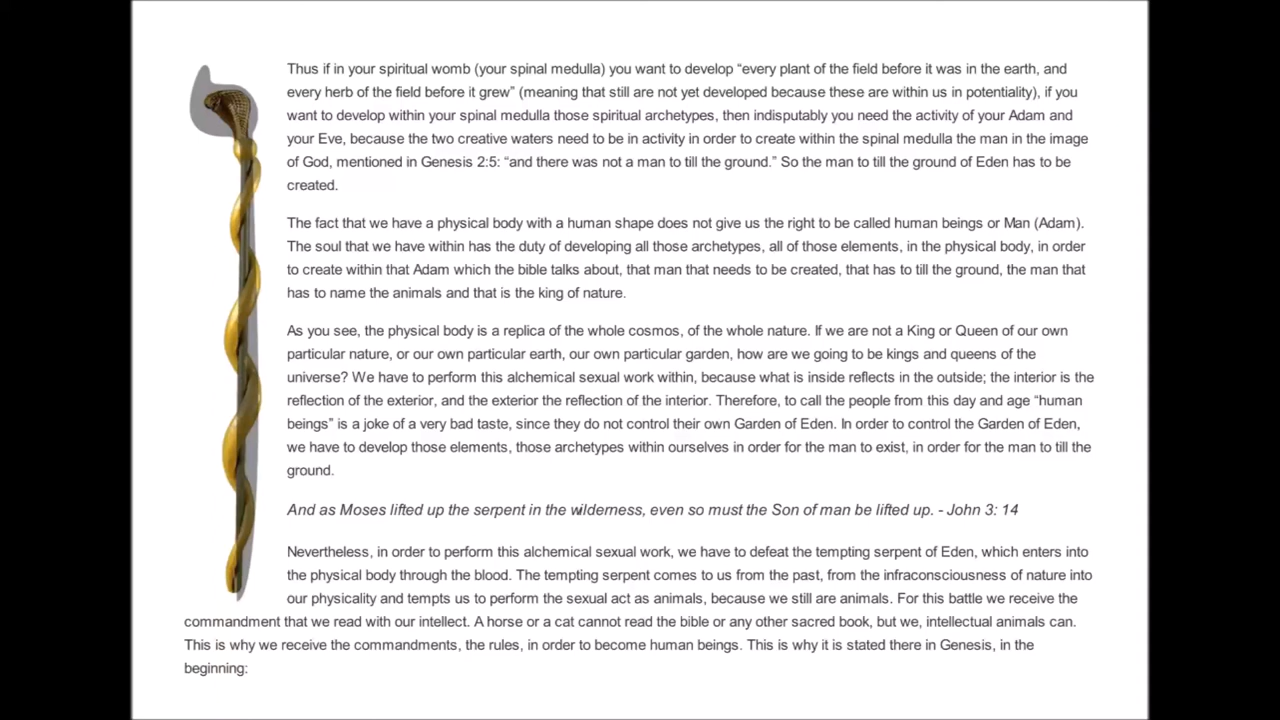 Thus if in your spiritual womb (your spinal medulla) you want to develop “every plant of the field before it was in the earth, and
every herb of the field before it grew” (meaning that still are not yet developed because these are within us in potentiality), if you
want to develop within your spinal medulla those spiritual archetypes, then indisputably you need the activity of your Adam and
your Eve, because the two creative waters need to be in activity in order to create within the spinal medulla the man in the image
of God, mentioned in Genesis 2:5: “and there was not a man to till the ground.” So the man to till the ground of Eden has to be
created.
The fact that we have a physical body with a human shape does not give us the right to be called human beings or Man (Adam).
The soul that we have within has the duty of developing all those archetypes, all of those elements, in the physical body, in order
to create within that Adam which the bible talks about, that man that needs to be created, that has to till the ground, the man that
has to name the animals and that is the king of nature.
As you see, the physical body is a replica of the whole cosmos, of the whole nature. If we are not a King or Queen of our own
particular nature, or our own particular earth, our own particular garden, how are we going to be kings and queens of the
universe? We have to perform this alchemical sexual work within, because what is inside reflects in the outside; the interior is the
reflection of the exterior, and the exterior the reflection of the interior. Therefore, to call the people from this day and age “human
beings” is a joke of a very bad taste, since they do not control their own Garden of Eden. In order to control the Garden of Eden,
we have to develop those elements, those archetypes within ourselves in order for the man to exist, in order for the man to till the
ground.
And as Moses lifted up the serpent in the wilderness, even so must the Son of man be lifted up. - John 3: 14
Nevertheless, in order to perform this alchemical sexual work, we have to defeat the tempting serpent of Eden, which enters into
the physical body through the blood. The tempting serpent comes to us from the past, from the infraconsciousness of nature into
our physicality and tempts us to perform the sexual act as animals, because we still are animals. For this battle we receive the
commandment that we read with our intellect. A horse or a cat cannot read the bible or any other sacred book, but we, intellectual animals can.
This is why we receive the commandments, the rules, in order to become human beings. This is why it is stated there in Genesis, in the
beginning: